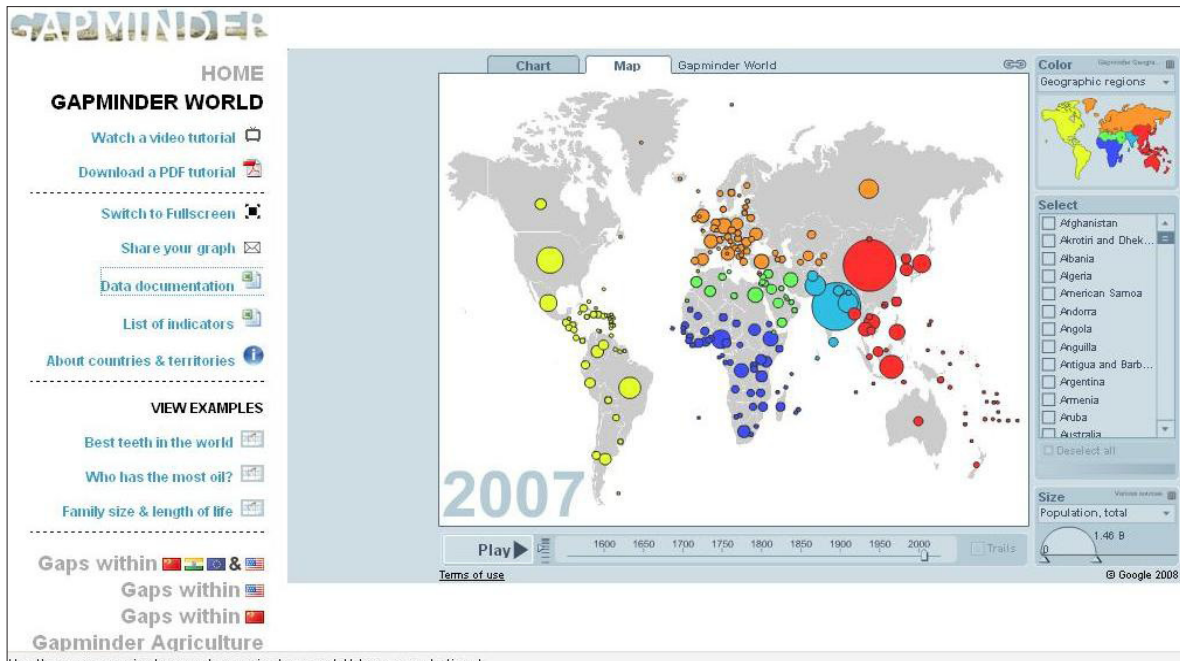 GAPMINDER
HOME
GAPMINDER WORLD
Watch a video tutorial
Download a PDF tutorial
Switch to Fullscreen
Share your graph
Data documentation
List of indicators
About countries & territories
VIEW EXAMPLES
Best teeth in the world
Who has the most oil?
Family size & length of life
Gaps within &
Gaps within
Gaps within
Gapminder Agriculture
Chart Map Gapminder World
2007
Play 1600 1650 1700 1750 1800 1850 1900 1950 2000 Trails
Terms of use
Color
Geographic regions
Select
Afghanistan
Akrotiri and Dhek...
Albania
Algeria
American Samoa
Andorra
Angola
Anguilla
Antigua and Barb...
Argentina
Armenia
Aruba
Australia
Deselect all
Size Various sources
Population, total
1.46 B
0
© Google 2008